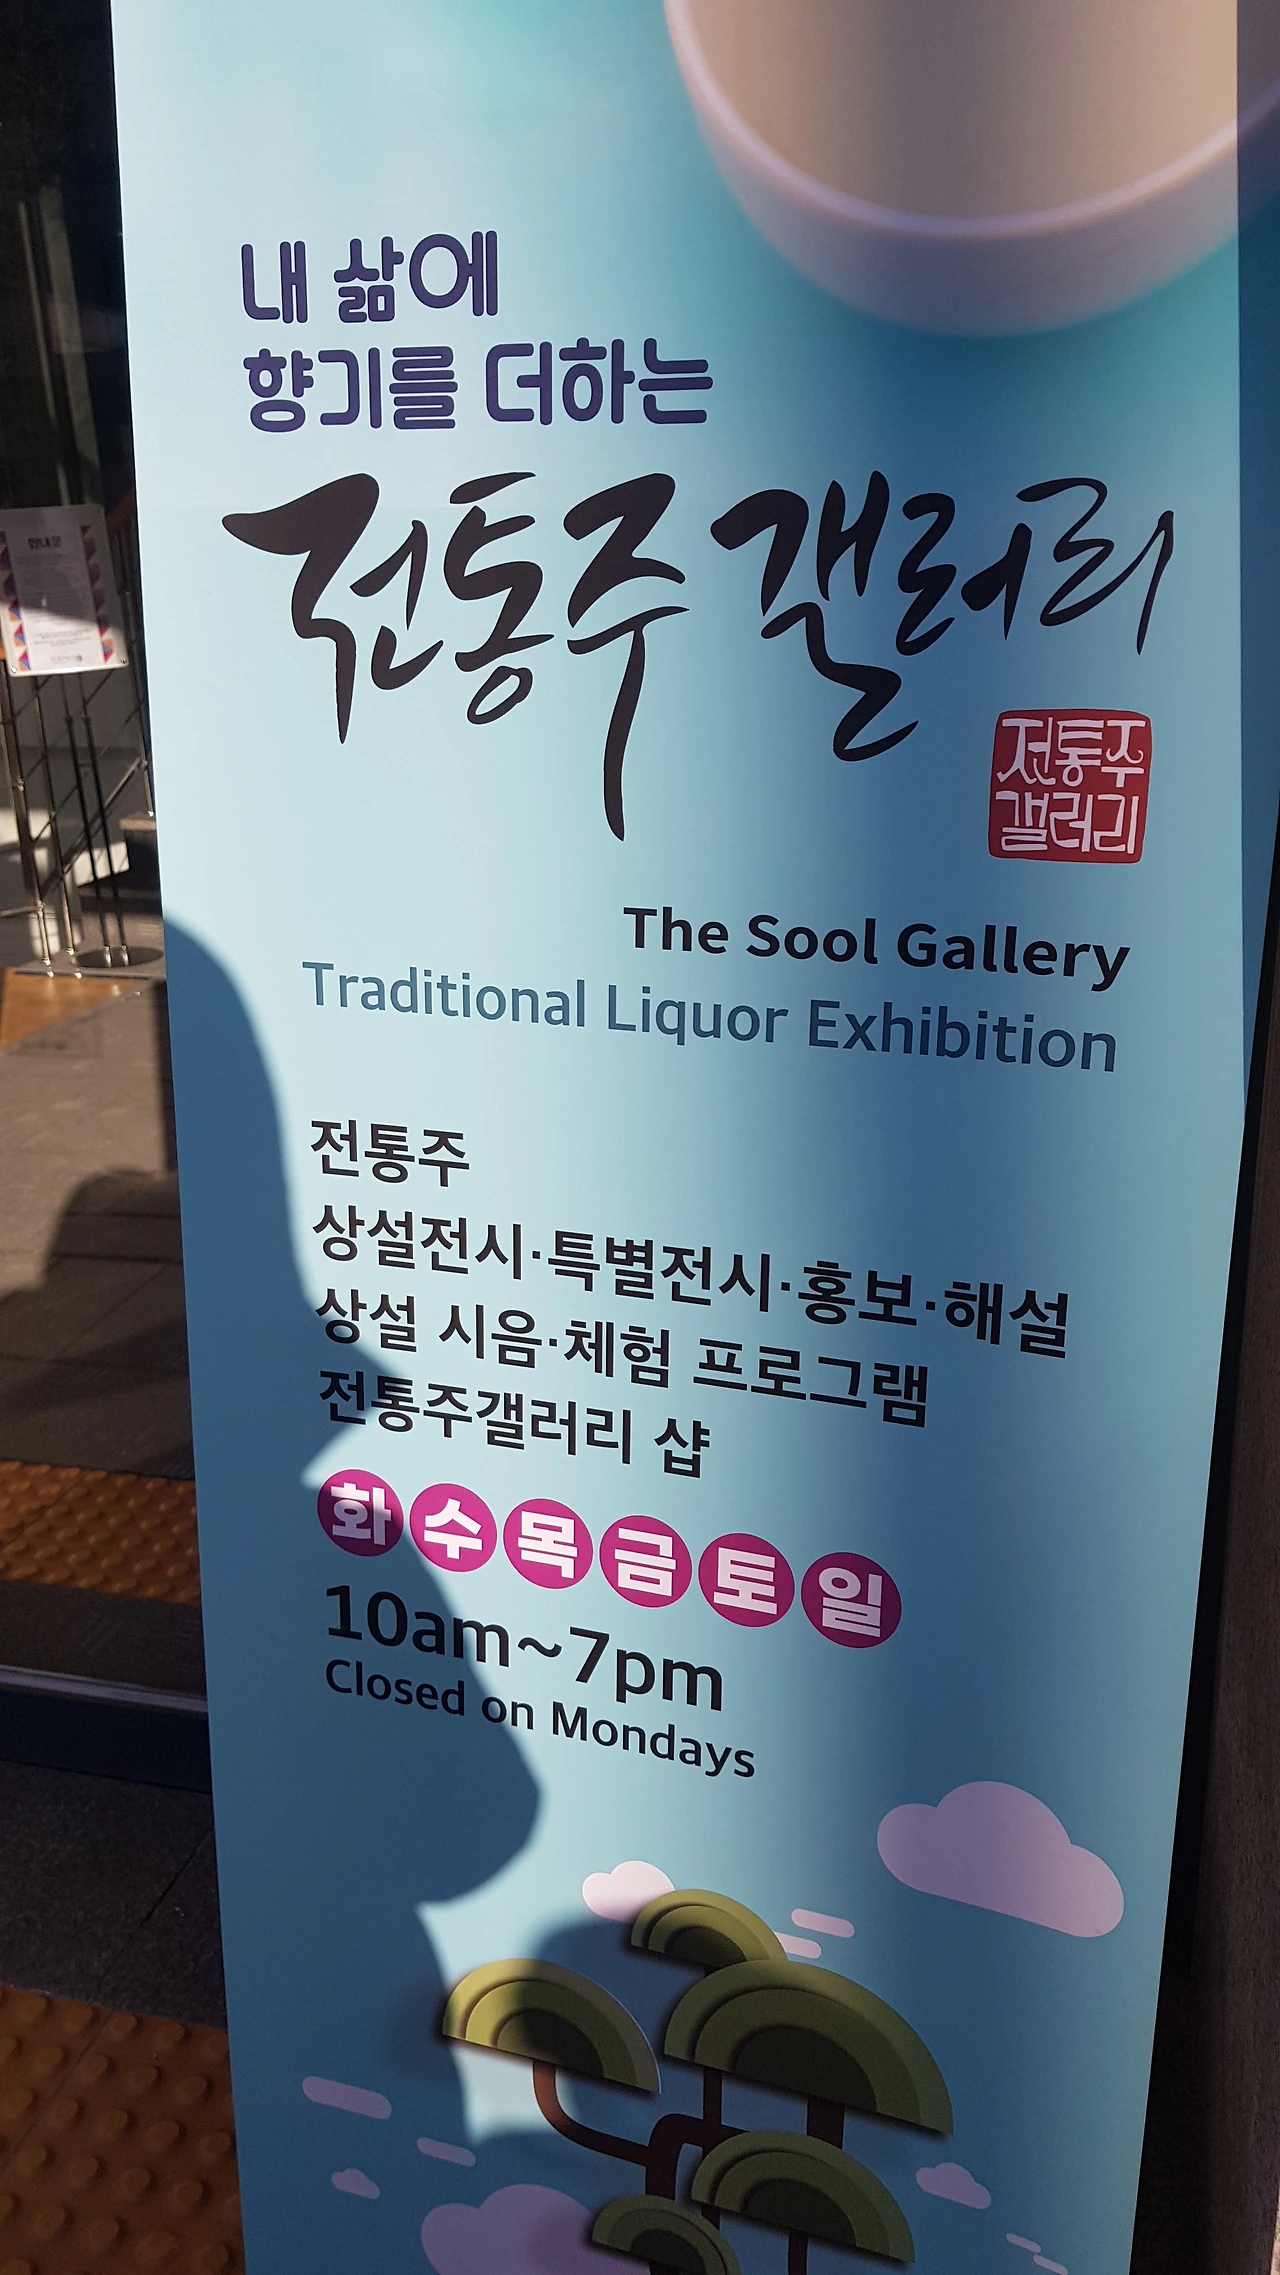 내 삶에
향기를 더하는
전통주 갤러리
전통주
갤러리
The Sool Gallery
Traditional Liquor Exhibition
전통주
상설전시·특별전시·홍보·해설
상설 시음·체험 프로그램
전통주갤러리 샵
화 수 목 금 토 일
10am~7pm
Closed on Mondays